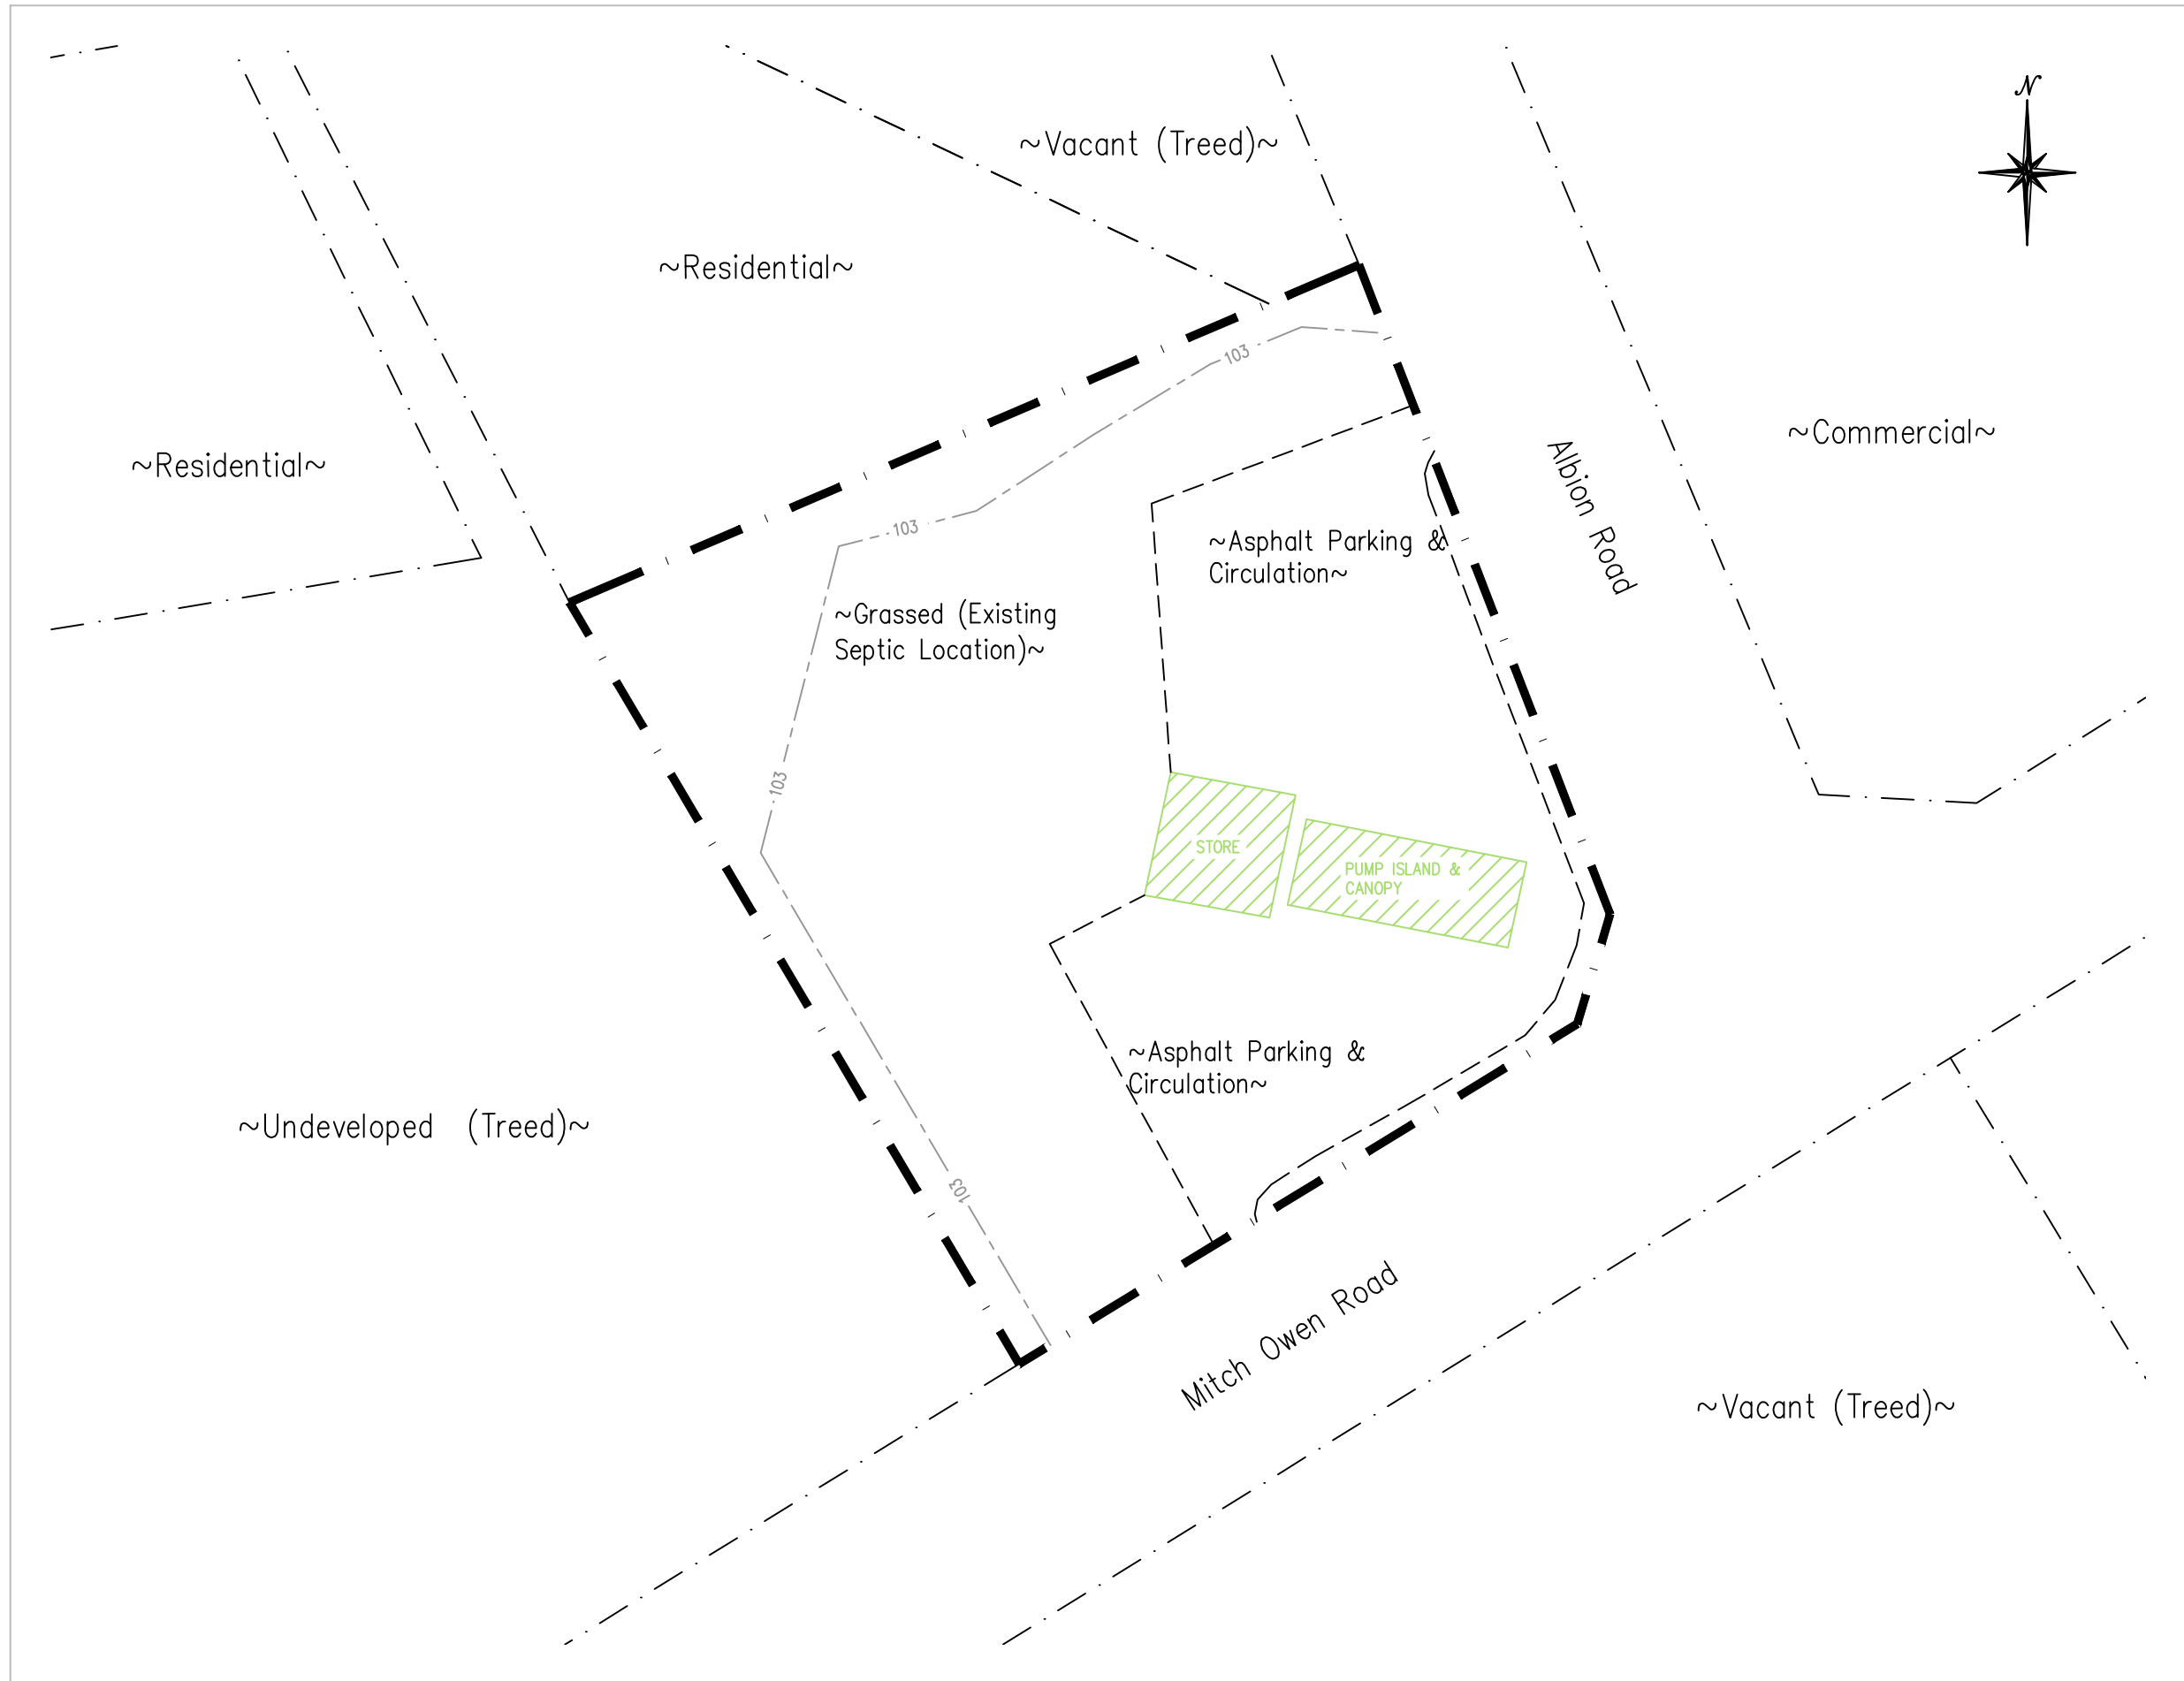 N
~Vacant (Treed)~
~Residential~
103
~Commercial~
~Residential~
Albion Road
103
~Asphalt Parking &
Circulation~
~Grassed (Existing
Septic Location)~
103
STORE
PUMP ISLAND &
CANOPY
~Asphalt Parking &
Circulation~
~Undeveloped (Treed)~
103
Mitch Owen Road
~Vacant (Treed)~